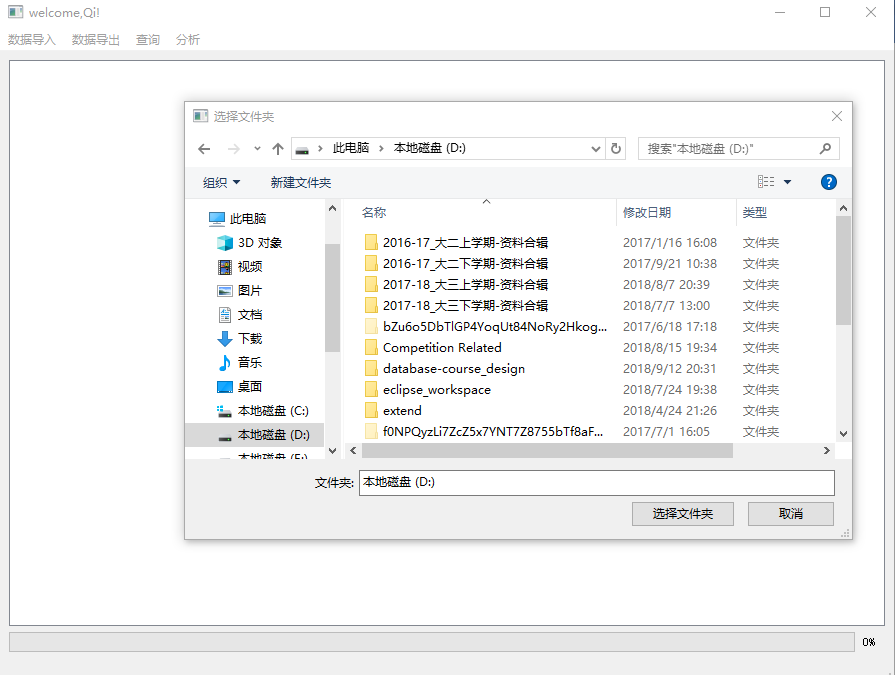 welcome,Qi!
数据导入 数据导出 查询 分析
选择文件夹
此电脑 本地磁盘 (D:) 搜索"本地磁盘 (D:)"
组织 新建文件夹 ?
此电脑
3D 对象
视频
图片
文档
下载
音乐
桌面
本地磁盘 (C:)
本地磁盘 (D:)
名称 修改日期 类型
2016-17_大二上学期-资料合辑 2017/1/16 16:08 文件夹
2016-17_大二下学期-资料合辑 2017/9/21 10:38 文件夹
2017-18_大三上学期-资料合辑 2018/8/7 20:39 文件夹
2017-18_大三下学期-资料合辑 2018/7/7 13:00 文件夹
bZu6o5DbTlGP4YoqUt84NoRy2Hkog... 2017/6/18 17:18 文件夹
Competition Related 2018/8/15 19:34 文件夹
database-course_design 2018/9/12 20:31 文件夹
eclipse_workspace 2018/7/24 19:38 文件夹
extend 2018/4/24 21:26 文件夹
f0NPQyzLi7ZcZ5x7YNT7Z8755bTf8aF... 2017/7/1 16:05 文件夹
文件夹: 本地磁盘 (D:)
选择文件夹 取消
0%